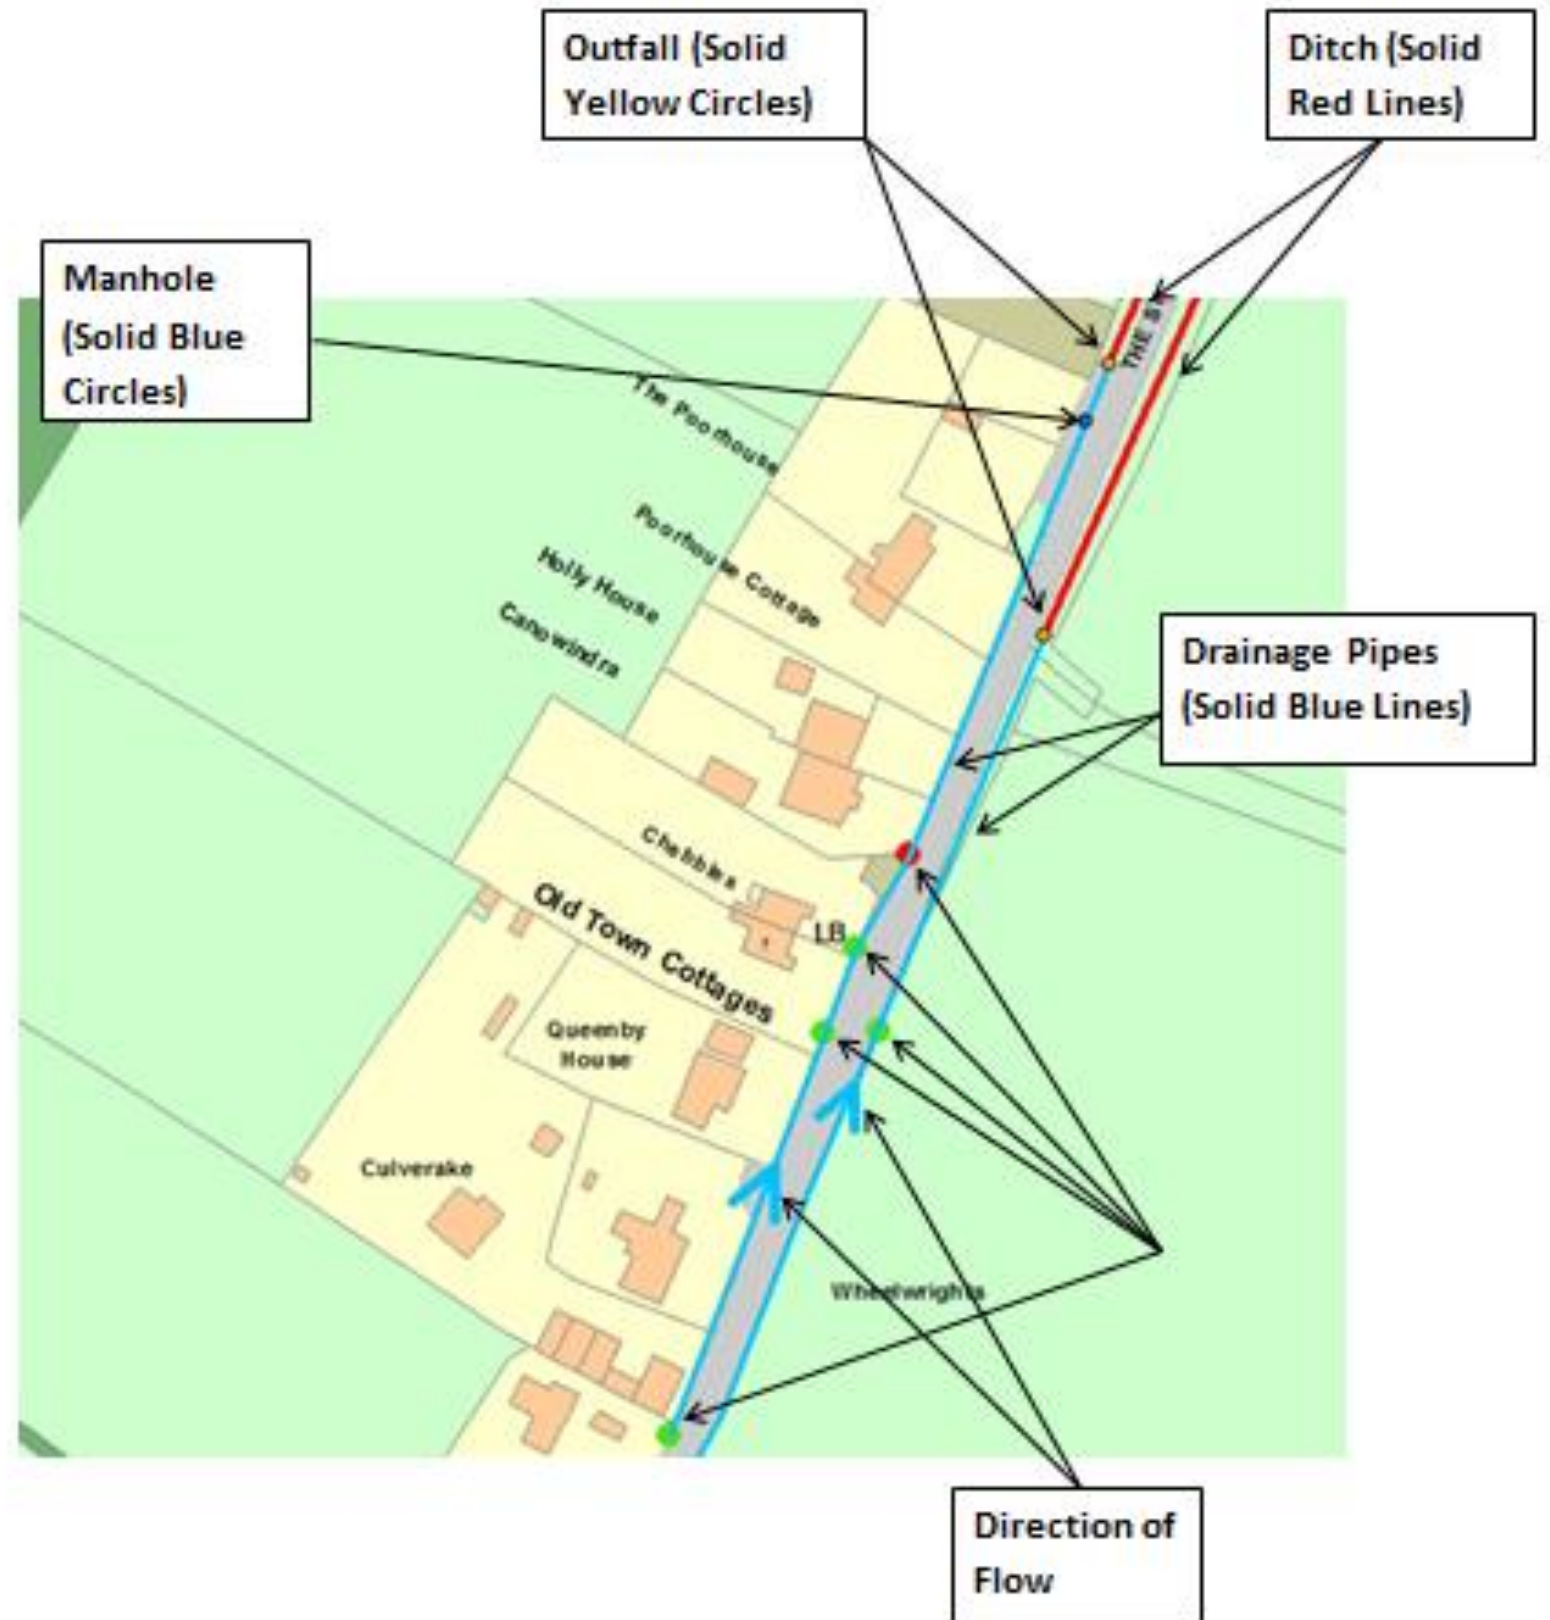 Outfall (Solid
Yellow Circles)
Ditch (Solid
Red Lines)
Manhole
(Solid Blue
Circles)
THE S
The Poorhouse
Poorhouse Cottage
Holly House
Canowindra
Drainage Pipes
(Solid Blue Lines)
LB
Old Town Cottages
Queenby
House
Culverake
Wheelwrights
Direction of
Flow